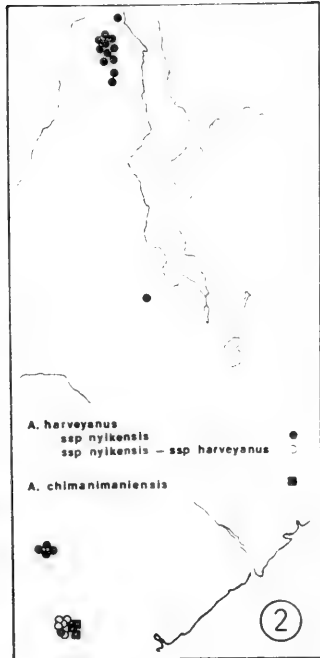 A. harveyanus
ssp nyikensis
ssp nyikensis – ssp harveyanus
A. chimanimaniensis
2